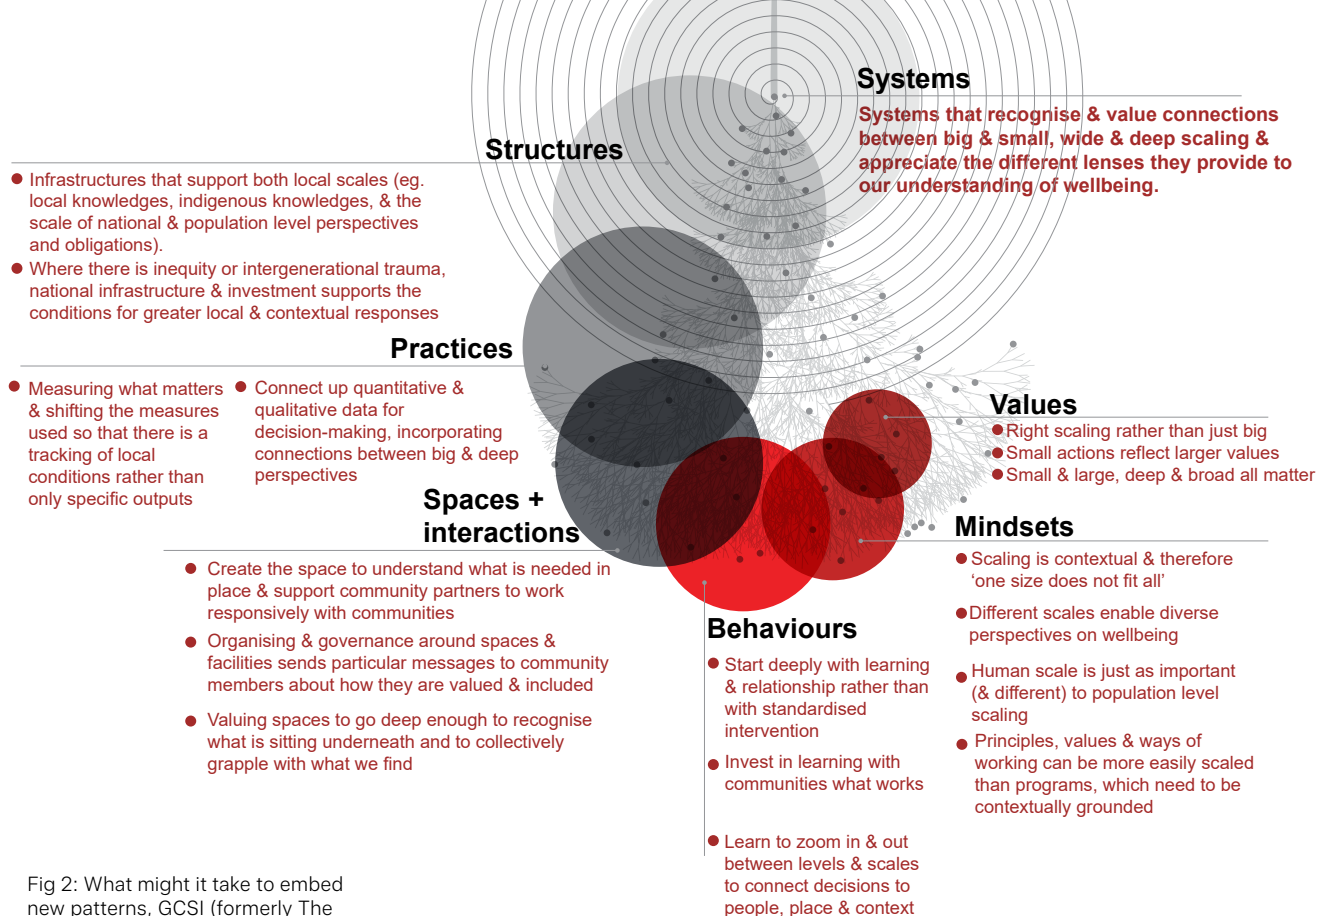 Systems
Systems that recognise & value connections
between big & small, wide & deep scaling &
appreciate the different lenses they provide to
our understanding of wellbeing.
Structures
Infrastructures that support both local scales (eg.
local knowledges, indigenous knowledges, & the
scale of national & population level perspectives
and obligations).
Where there is inequity or intergenerational trauma,
national infrastructure & investment supports the
conditions for greater local & contextual responses
Practices
Measuring what matters
& shifting the measures
used so that there is a
tracking of local
conditions rather than
only specific outputs
Connect up quantitative &
qualitative data for
decision-making, incorporating
connections between big & deep
perspectives
Values
Right scaling rather than just big
Small actions reflect larger values
Small & large, deep & broad all matter
Spaces +
interactions
Create the space to understand what is needed in
place & support community partners to work
responsively with communities
Organising & governance around spaces &
facilities sends particular messages to community
members about how they are valued & included
Valuing spaces to go deep enough to recognise
what is sitting underneath and to collectively
grapple with what we find
Mindsets
Scaling is contextual & therefore
‘one size does not fit all’
Different scales enable diverse
perspectives on wellbeing
Human scale is just as important
(& different) to population level
scaling
Principles, values & ways of
working can be more easily scaled
than programs, which need to be
contextually grounded
Behaviours
Start deeply with learning
& relationship rather than
with standardised
intervention
Invest in learning with
communities what works
Learn to zoom in & out
between levels & scales
to connect decisions to
people, place & context
Fig 2: What might it take to embed
new patterns, GCSI (formerly The